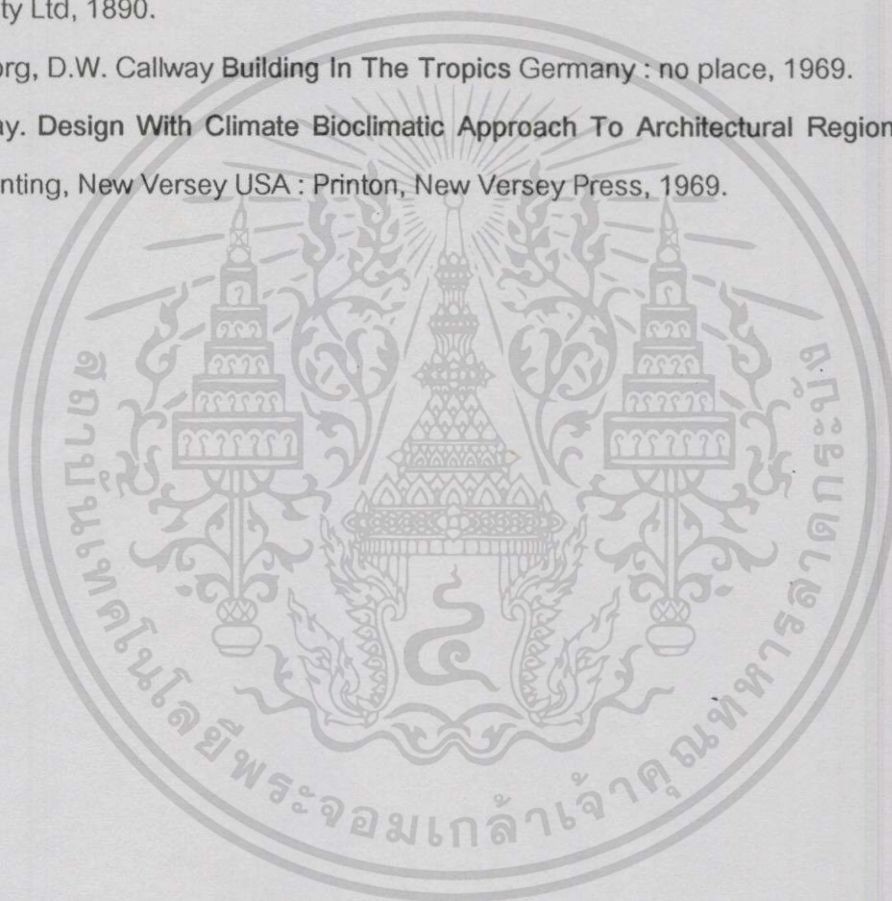 ty Ltd, 1890.
org, D.W. Callway Building In The Tropics Germany : no place, 1969.
ay. Design With Climate Bioclimatic Approach To Architectural Region
nting, New Versey USA : Printon, New Versey Press, 1969.
สถาบันเทคโนโลยีพระจอมเกล้าเจ้าคุณทหารลาดกระบัง
๔